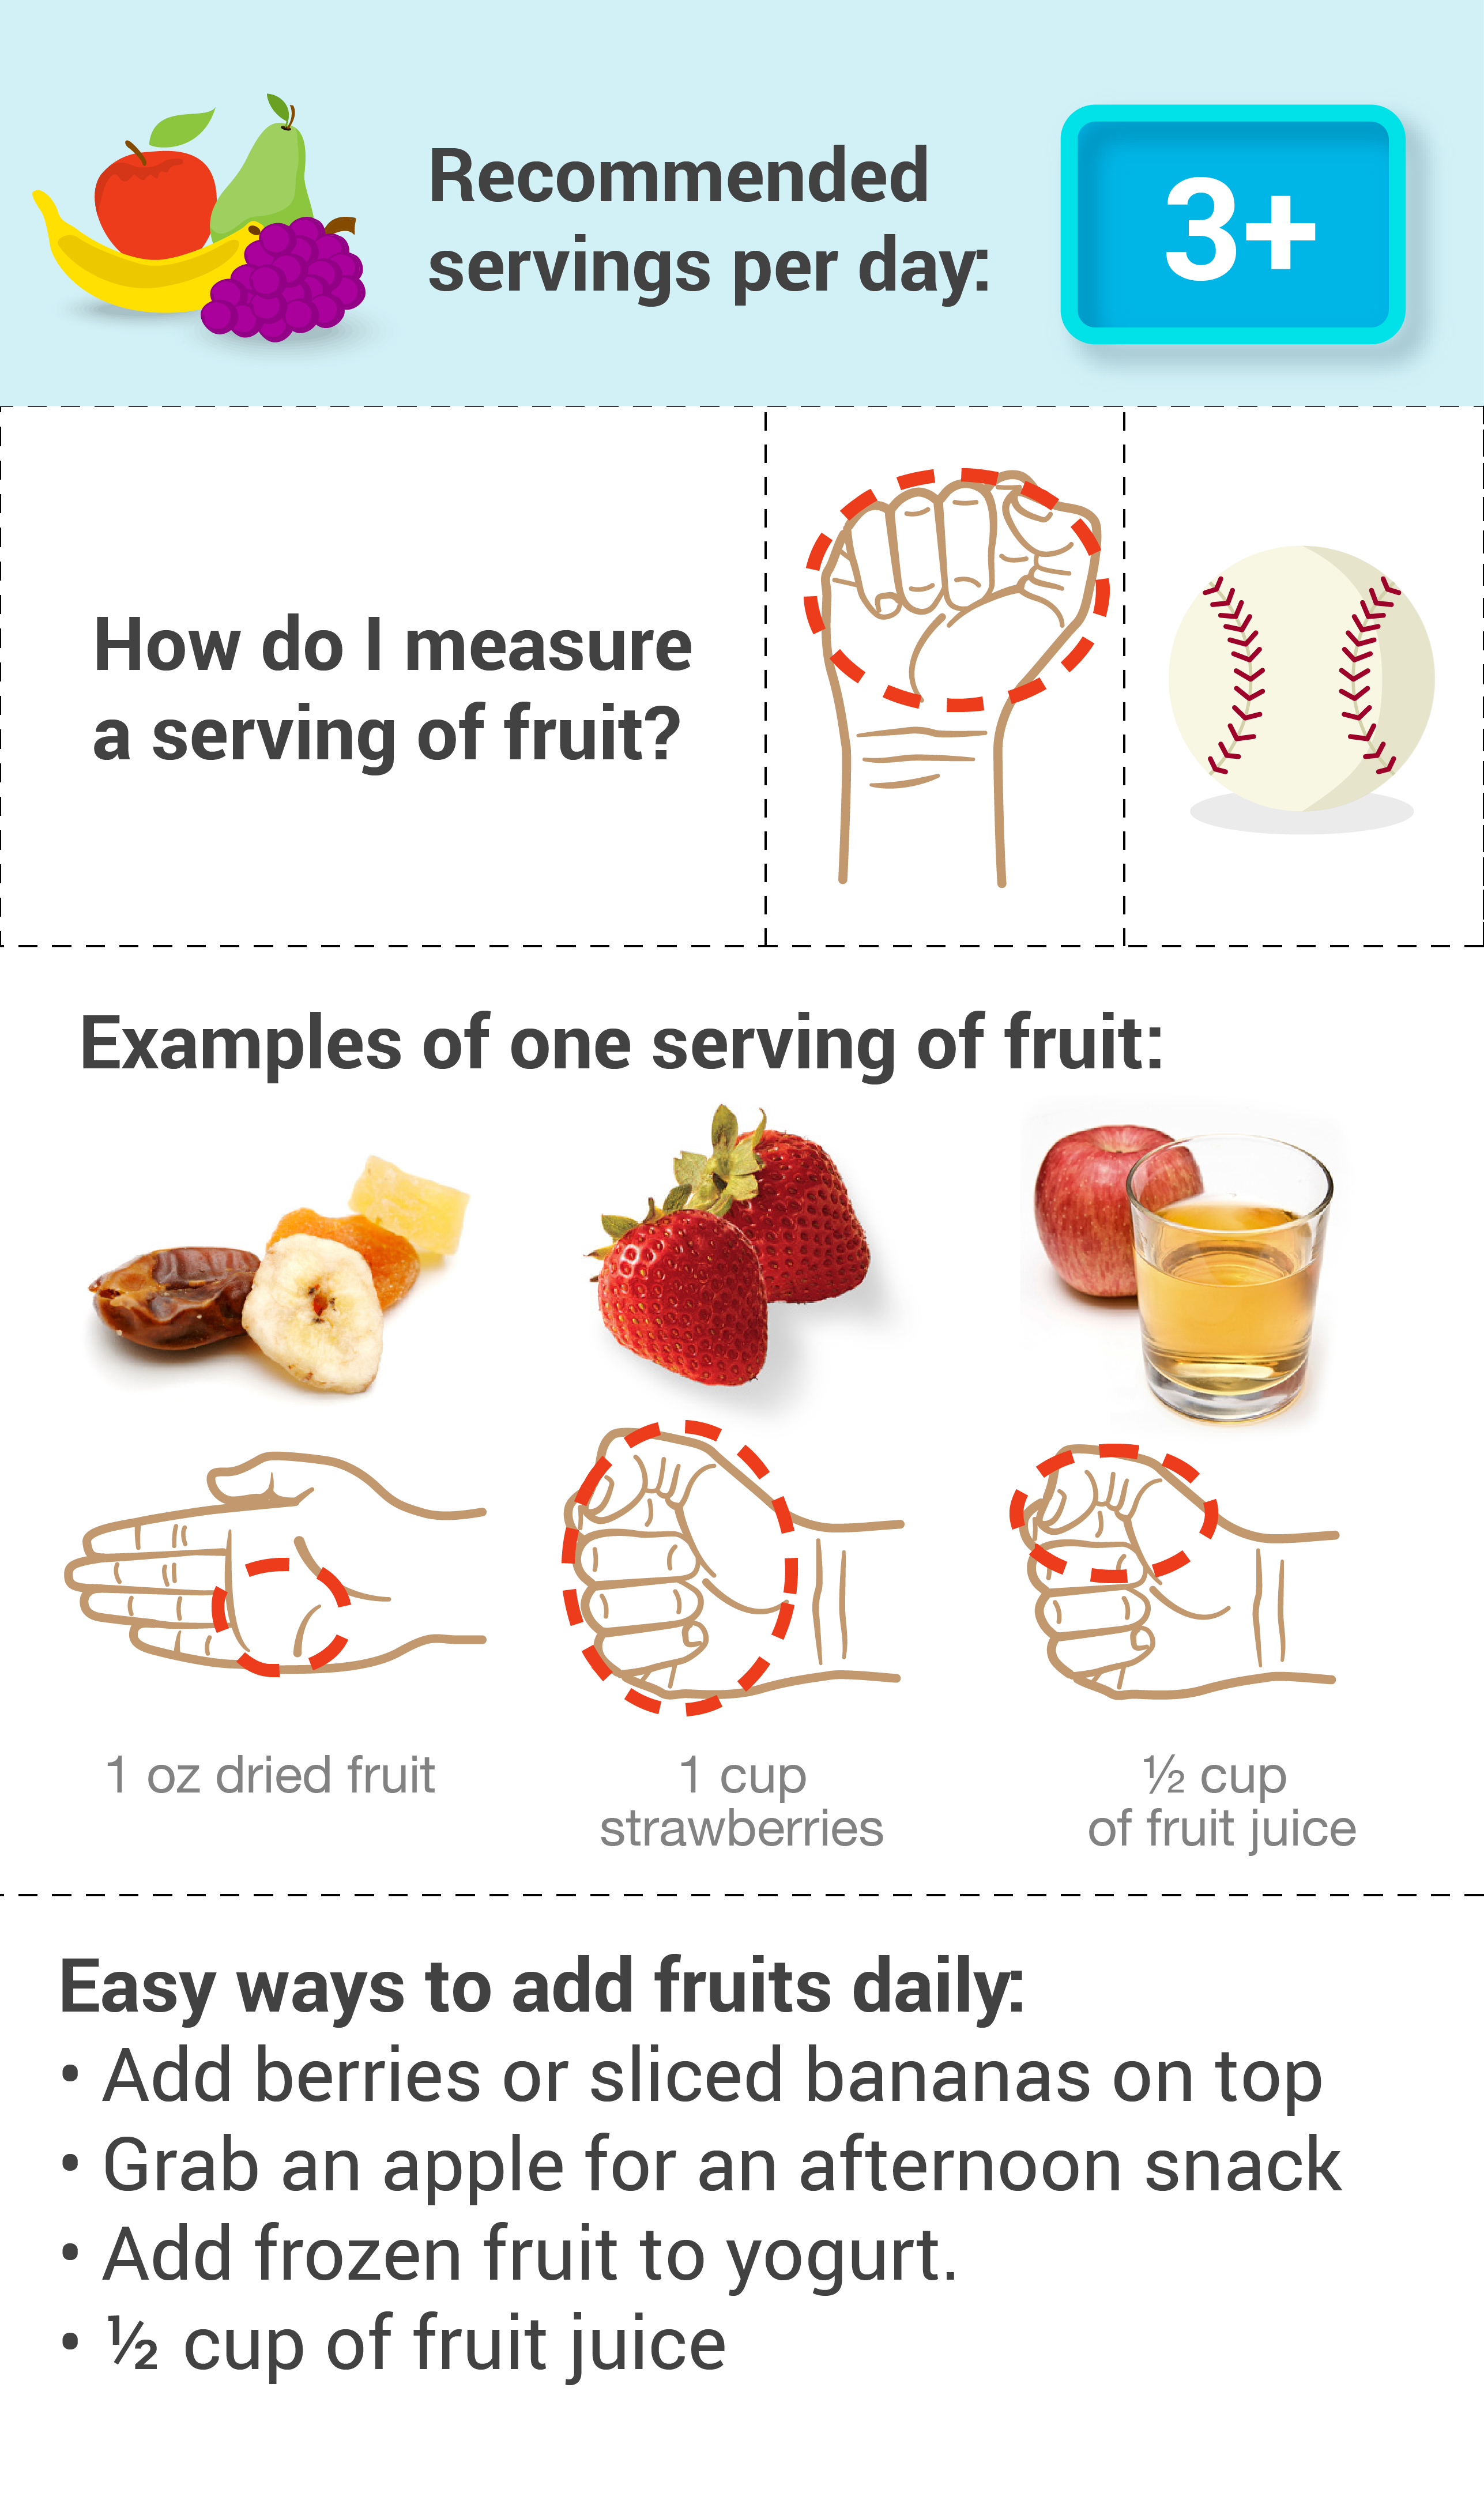 Recommended
servings per day:
3+
How do I measure
a serving of fruit?
Examples of one serving of fruit:
1 oz dried fruit
1 cup
strawberries
½ cup
of fruit juice
Easy ways to add fruits daily:
• Add berries or sliced bananas on top
• Grab an apple for an afternoon snack
• Add frozen fruit to yogurt.
• ½ cup of fruit juice